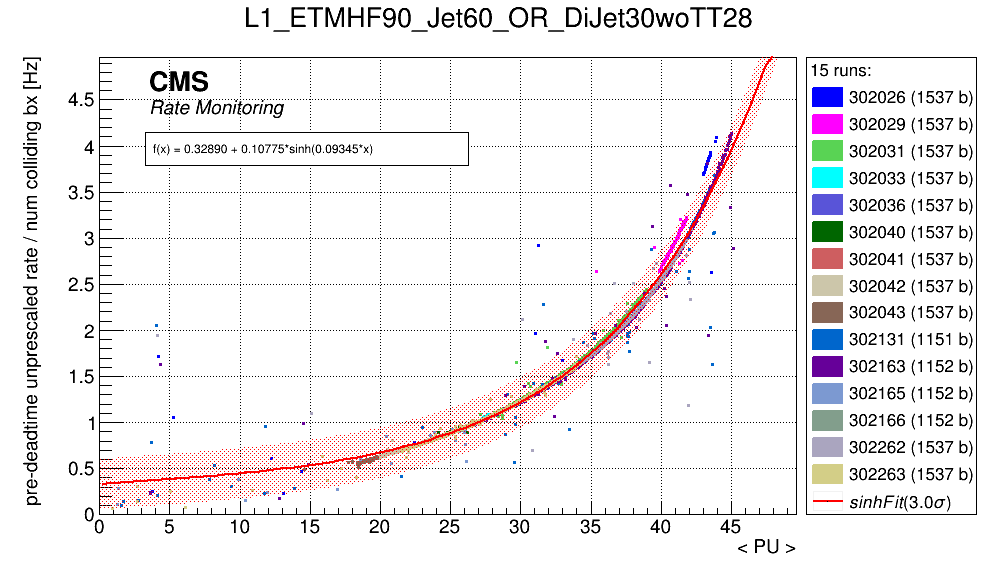 L1_ETMHF90_Jet60_OR_DiJet30woTT28
pre-deadtime unprescaled rate / num colliding bx [Hz]
CMS
Rate Monitoring
f(x) = 0.32890 + 0.10775*sinh(0.09345*x)
4.5
4
3.5
3
2.5
2
1.5
1
0.5
0
0 5 10 15 20 25 30 35 40 45
< PU >
15 runs:
302026 (1537 b)
302029 (1537 b)
302031 (1537 b)
302033 (1537 b)
302036 (1537 b)
302040 (1537 b)
302041 (1537 b)
302042 (1537 b)
302043 (1537 b)
302131 (1151 b)
302163 (1152 b)
302165 (1152 b)
302166 (1152 b)
302262 (1537 b)
302263 (1537 b)
sinhFit(3.0σ)